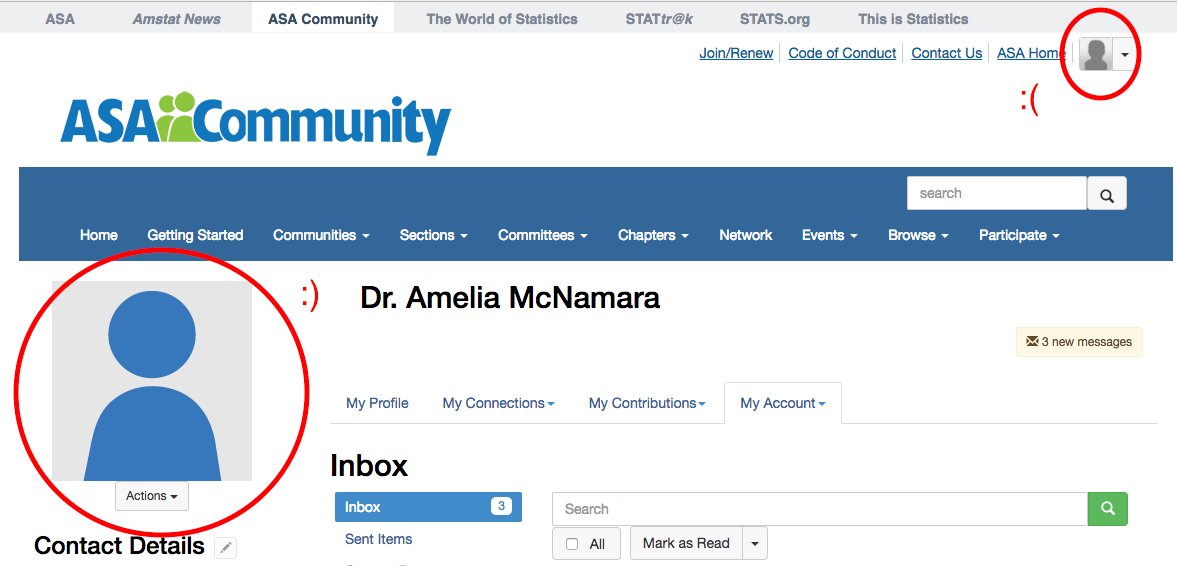 ASA Amstat News ASA Community The World of Statistics STATtr@k STATS.org This is Statistics
Join/Renew Code of Conduct Contact Us ASA Home
:(
ASA Community
search
Home Getting Started Communities Sections Committees Chapters Network Events Browse Participate
:)
Dr. Amelia McNamara
3 new messages
My Profile My Connections My Contributions My Account
Inbox
Actions
Inbox 3
Search
Contact Details
Sent Items
All Mark as Read